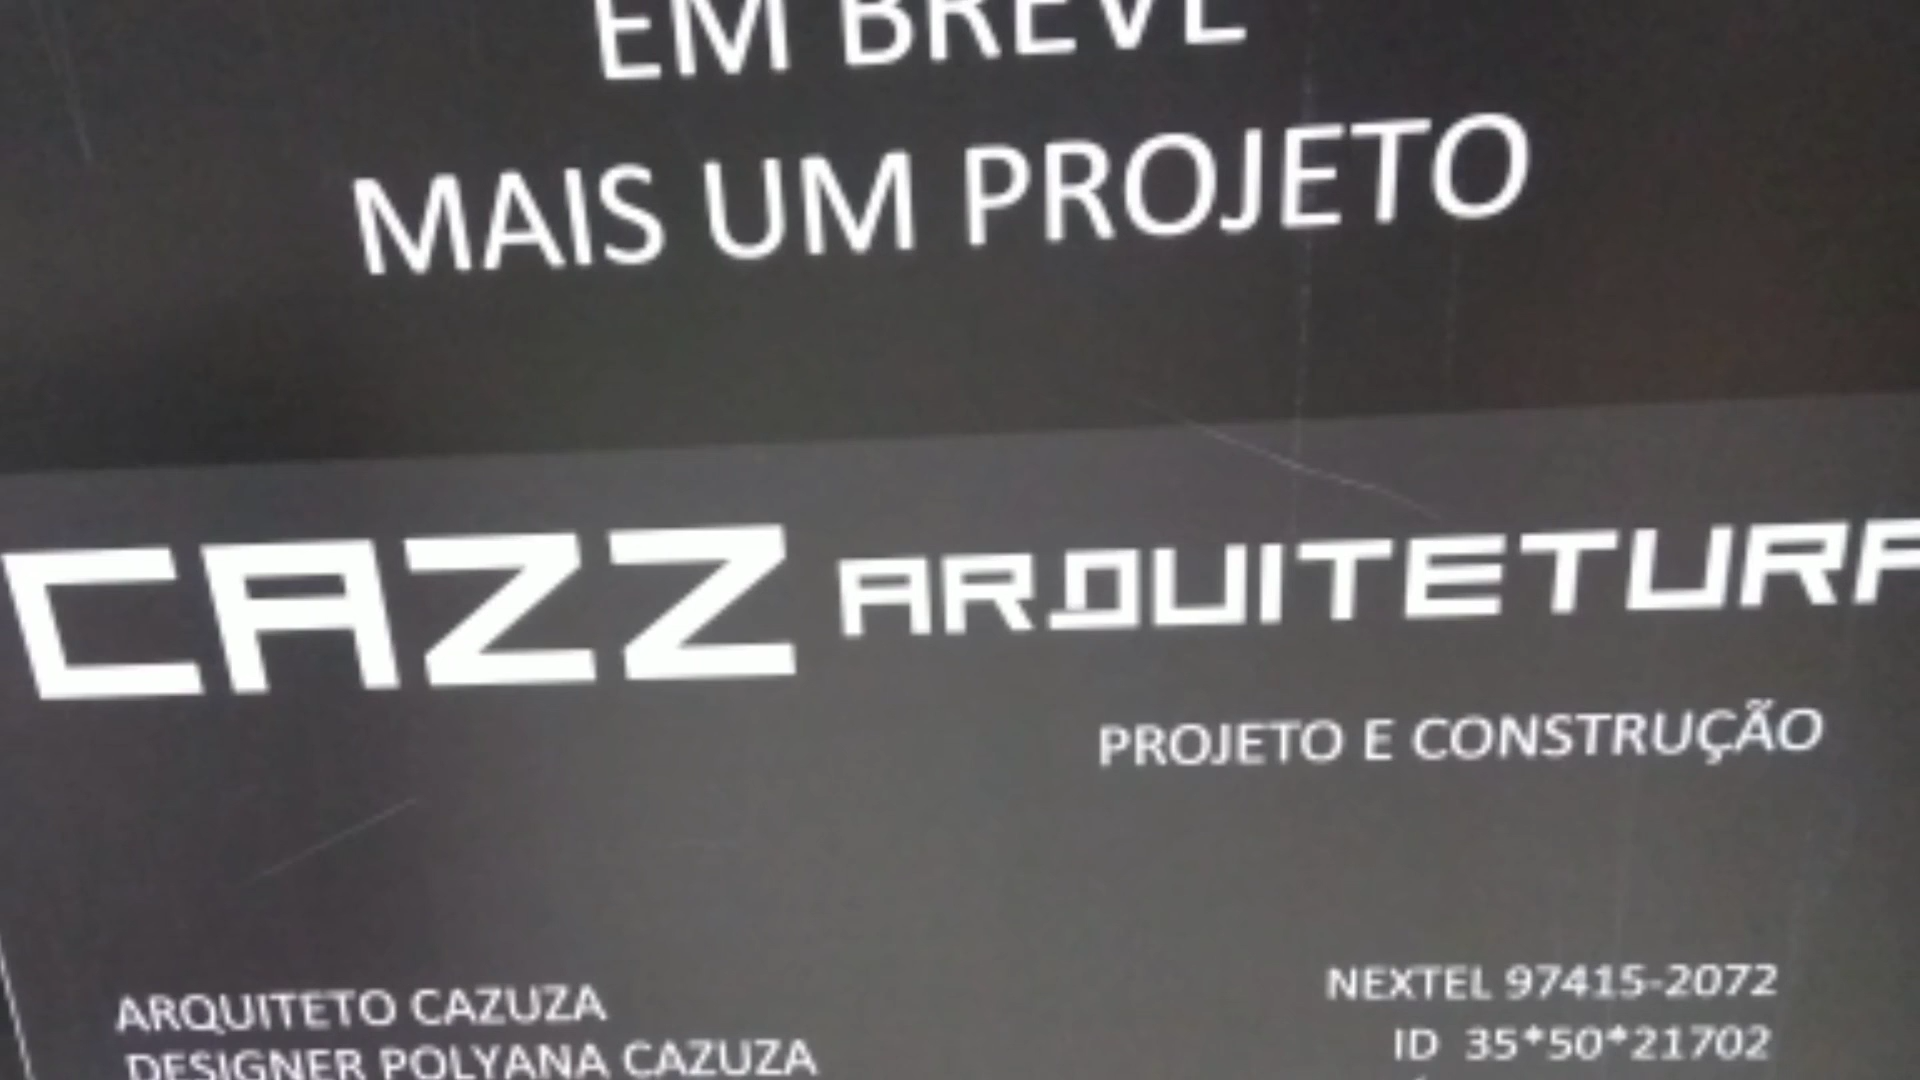 EM BREVE
MAIS UM PROJETO
CAZZ ARQUITETURA
PROJETO E CONSTRUÇÃO
ARQUITETO CAZUZA
DESIGNER POLYANA CAZUZA
NEXTEL 97415-2072
ID 35*50*21702